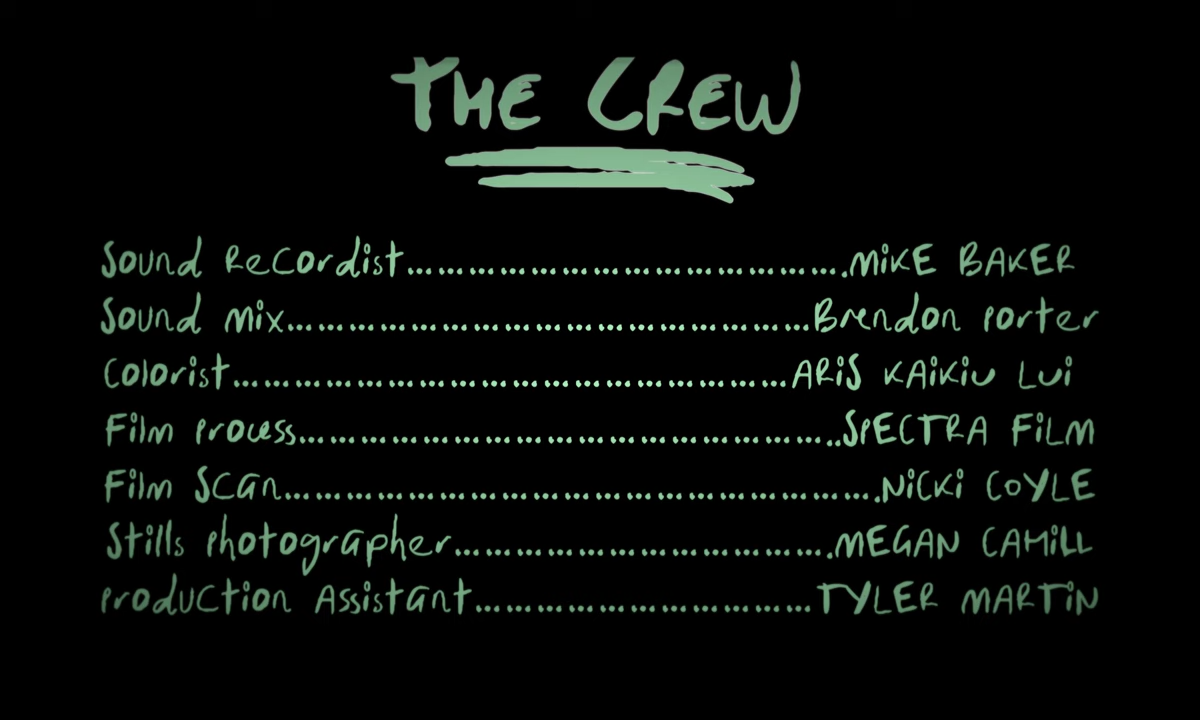 THE CREW
Sound Recordist..........................................MiKE BAKER
Sound Mix...................................................Brendon Porter
Colorist......................................................ARiS KAiKiU LUi
Film Process...................................................SPECTRA FiLM
Film Scan.........................................................NiCKi COYLE
Stills Photographer.....................................MEGAN CAHiLL
Production Assistant.................................TYLER MARTiN